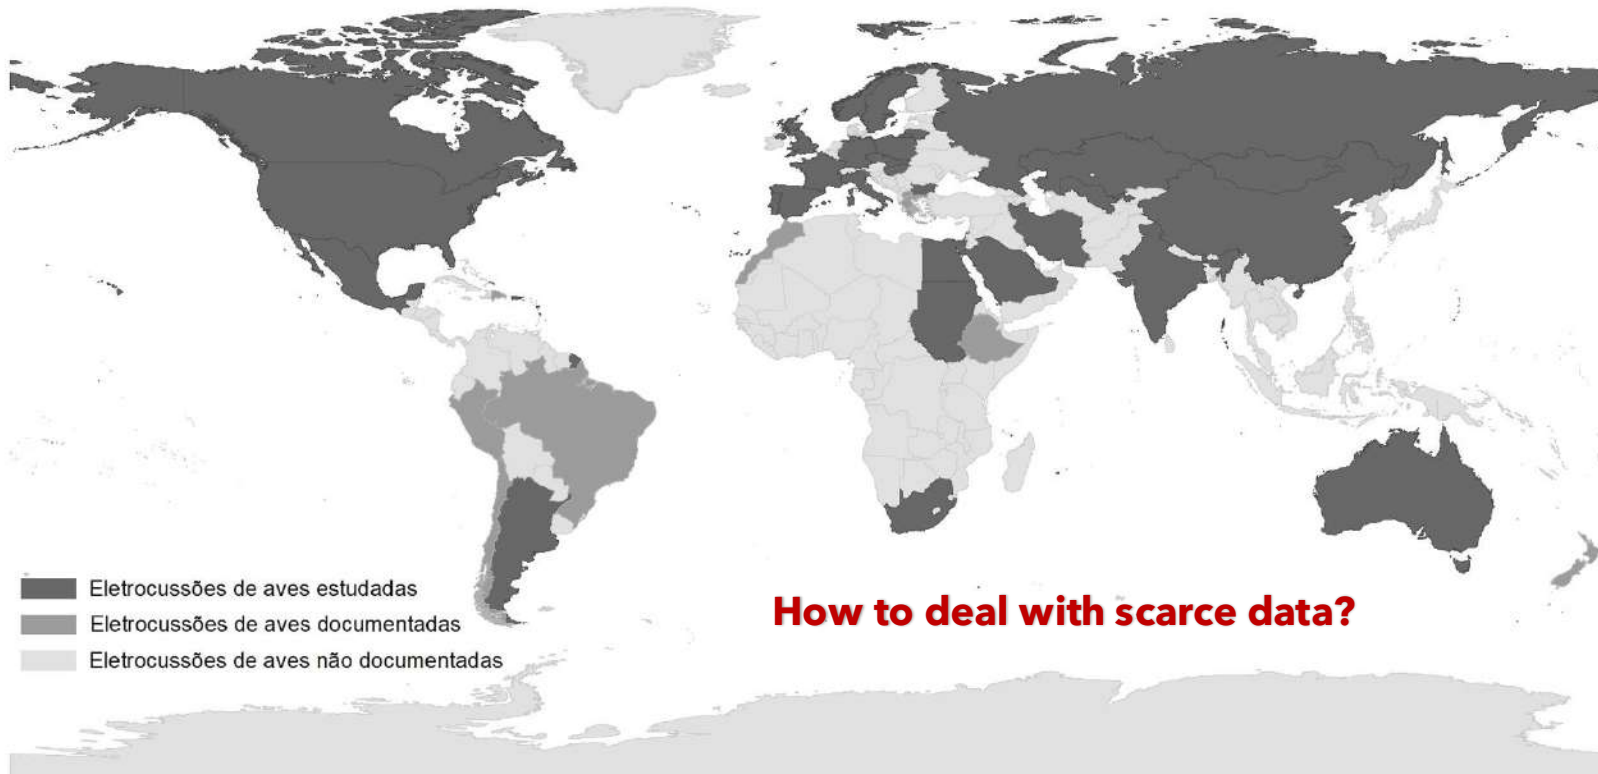 Eletrocussões de aves estudadas
Eletrocussões de aves documentadas
Eletrocussões de aves não documentadas
How to deal with scarce data?